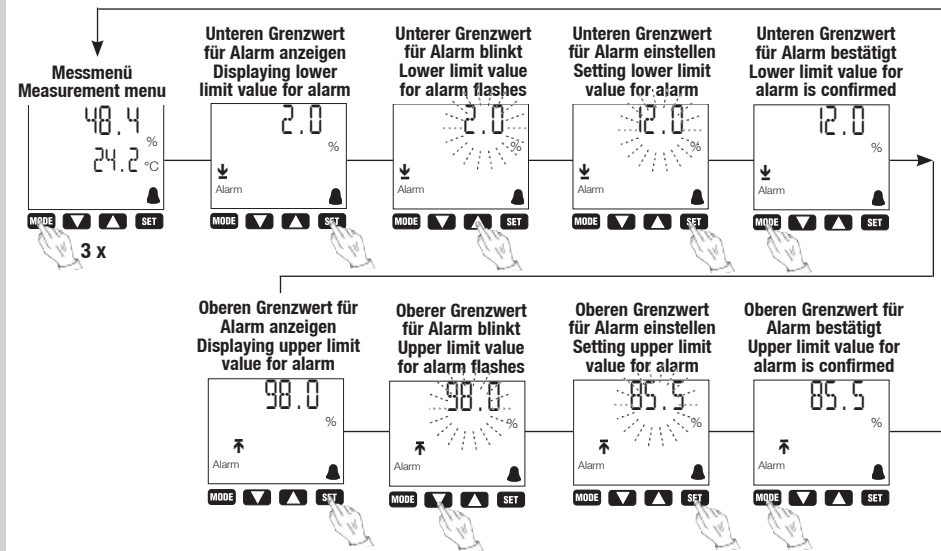 Messmenü
Measurement menu
48.4
%
24.2 °C
MODE SET
3 x
Unteren Grenzwert
für Alarm anzeigen
Displaying lower
limit value for alarm
2.0
%
Alarm
MODE SET
Unterer Grenzwert
für Alarm blinkt
Lower limit value
for alarm flashes
2.0
%
Alarm
MODE SET
Unteren Grenzwert
für Alarm einstellen
Setting lower limit
value for alarm
12.0
%
Alarm
MODE SET
Unteren Grenzwert
für Alarm bestätigt
Lower limit value for
alarm is confirmed
12.0
%
Alarm
MODE SET
Oberen Grenzwert für
Alarm anzeigen
Displaying upper limit
value for alarm
98.0
%
Alarm
MODE SET
Oberer Grenzwert
für Alarm blinkt
Upper limit value
for alarm flashes
98.0
%
Alarm
MODE SET
Oberen Grenzwert
für Alarm einstellen
Setting upper limit
value for alarm
85.5
%
Alarm
MODE SET
Oberen Grenzwert für
Alarm bestätigt
Upper limit value for
alarm is confirmed
85.5
%
Alarm
MODE SET